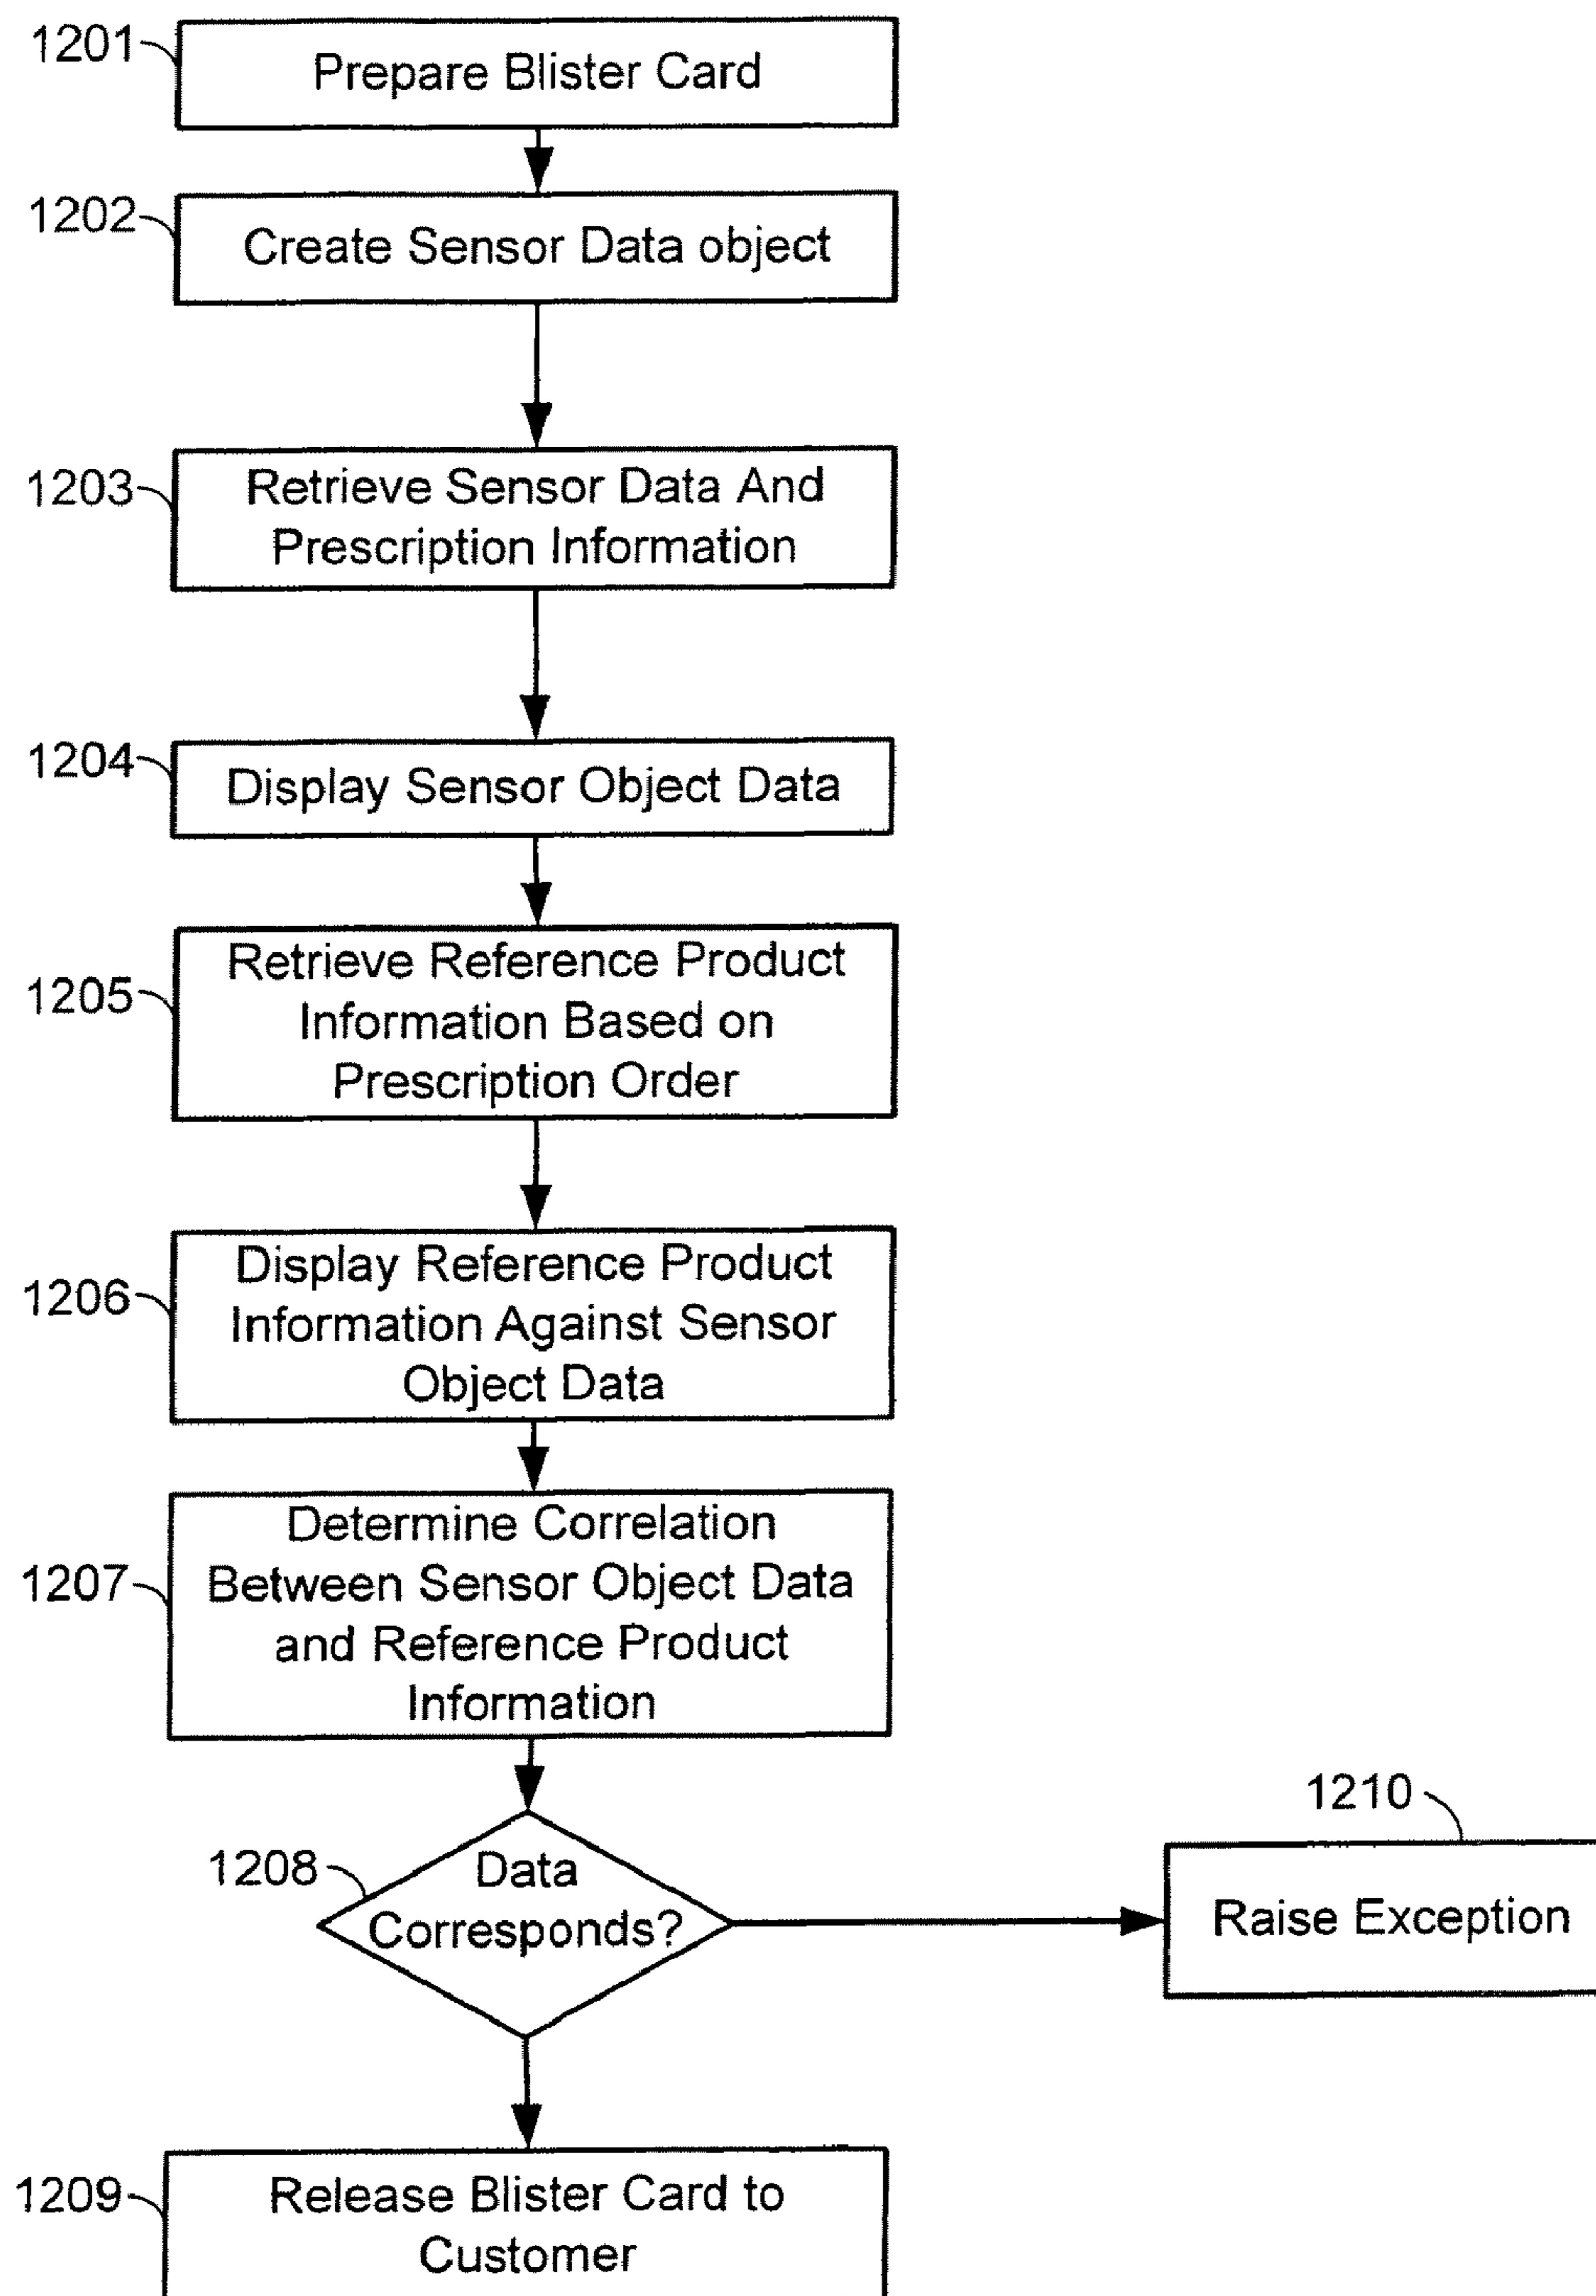 1201
Prepare Blister Card
1202
Create Sensor Data object
1203
Retrieve Sensor Data And
Prescription Information
1204
Display Sensor Object Data
1205
Retrieve Reference Product
Information Based on
Prescription Order
1206
Display Reference Product
Information Against Sensor
Object Data
1207
Determine Correlation
Between Sensor Object Data
and Reference Product
Information
1208
Data
Corresponds?
1210
Raise Exception
1209
Release Blister Card to
Customer